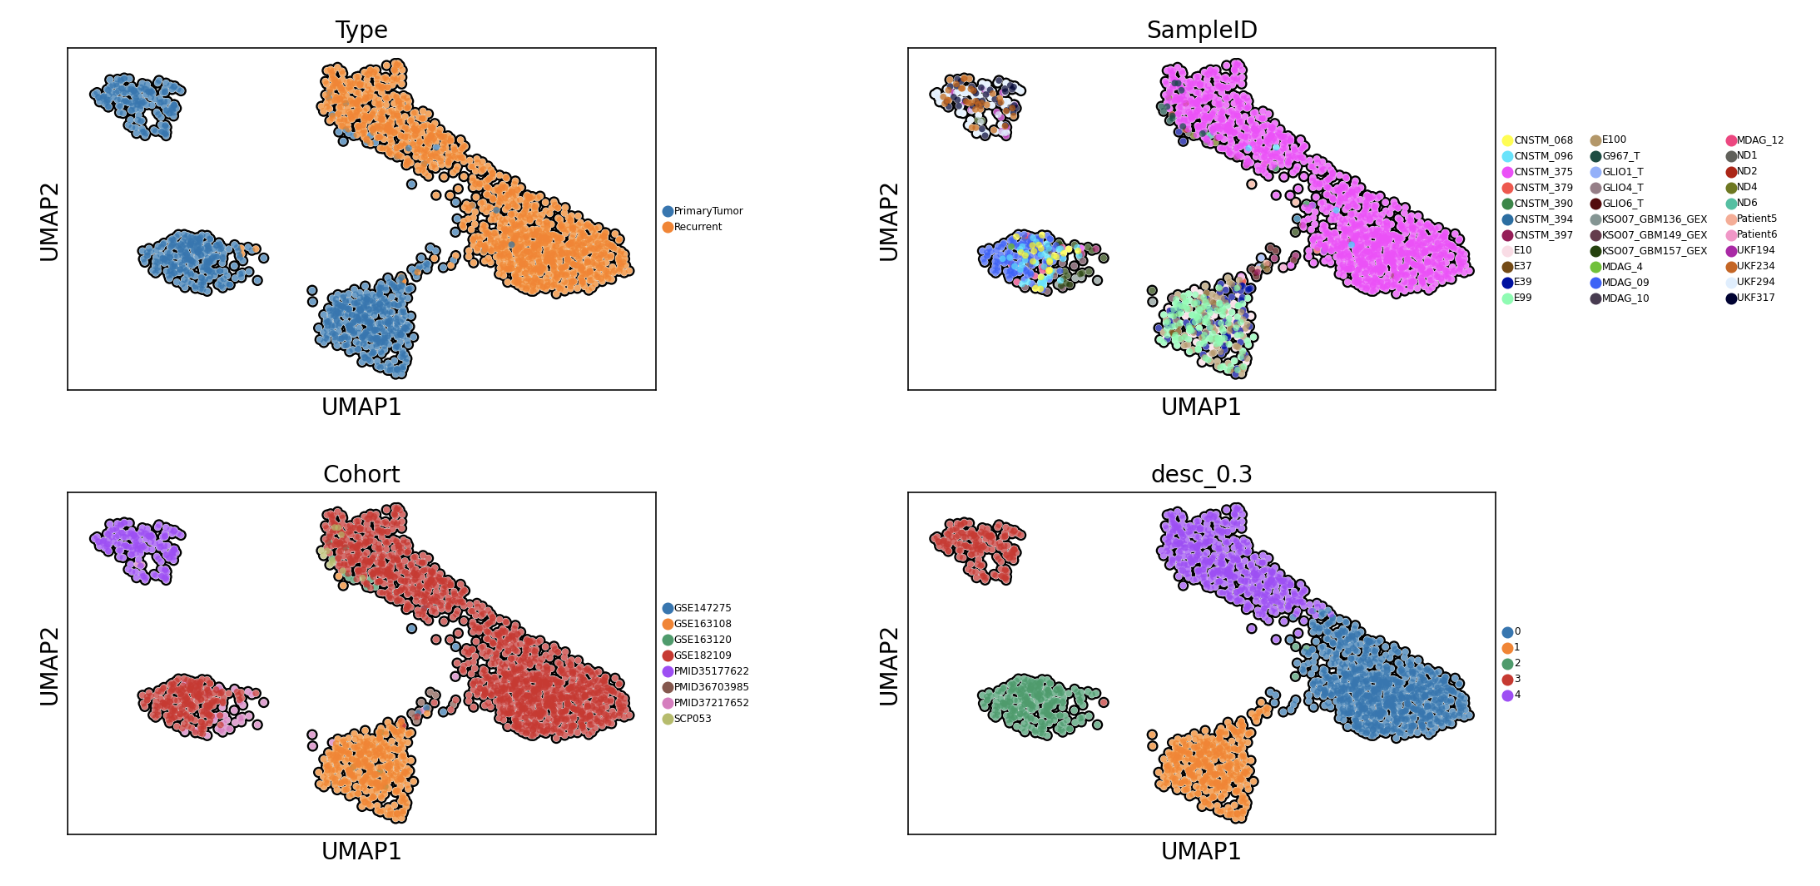 Type
UMAP2
UMAP1
PrimaryTumor
Recurrent
SampleID
UMAP2
UMAP1
CNSTM_068
CNSTM_096
CNSTM_375
CNSTM_379
CNSTM_390
CNSTM_394
CNSTM_397
E10
E37
E39
E99
E100
G967_T
GLIO1_T
GLIO4_T
GLIO6_T
KSO07_GBM136_GEX
KSO07_GBM149_GEX
KSO07_GBM157_GEX
MDAG_4
MDAG_09
MDAG_10
MDAG_12
ND1
ND2
ND4
ND6
Patient5
Patient6
UKF194
UKF234
UKF294
UKF317
Cohort
UMAP2
UMAP1
GSE147275
GSE163108
GSE163120
GSE182109
PMID35177622
PMID36703985
PMID37217652
SCP053
desc_0.3
UMAP2
UMAP1
0
1
2
3
4